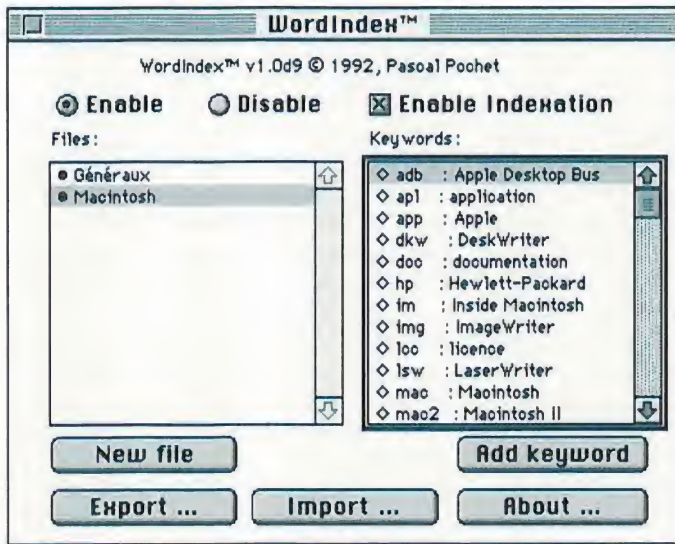 WordIndex™
WordIndex™ v1.0d9 © 1992, Pascal Pochet
Enable Disable Enable Indexation
Files:
Généraux
Macintosh
Keywords:
adb : Apple Desktop Bus
apl : application
app : Apple
dkw : DeskWriter
doc : documentation
hp : Hewlett-Packard
im : Inside Macintosh
img : ImageWriter
loc : licence
lsw : LaserWriter
mac : Macintosh
mac2 : Macintosh II
New file Add keyword
Export ... Import ... About ...